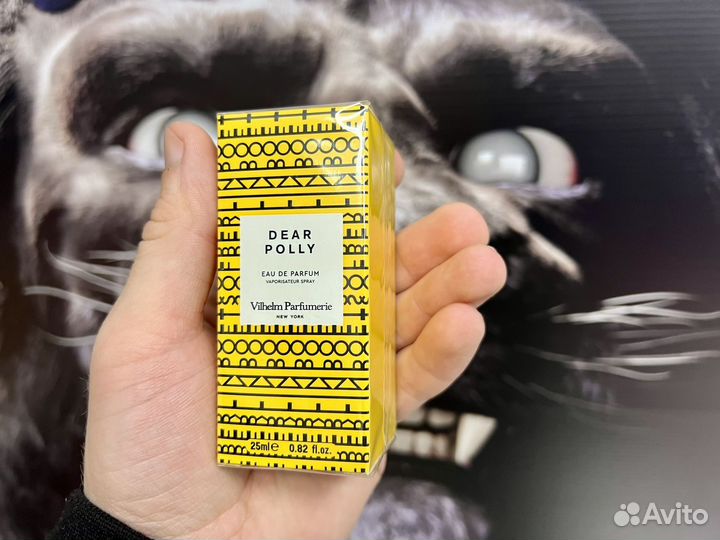 DEAR
POLLY
EAU DE PARFUM
VAPORISATEUR SPRAY
Vilhelm Parfumerie
NEW YORK
25ml℮ 0.82 fl.oz.
Avito